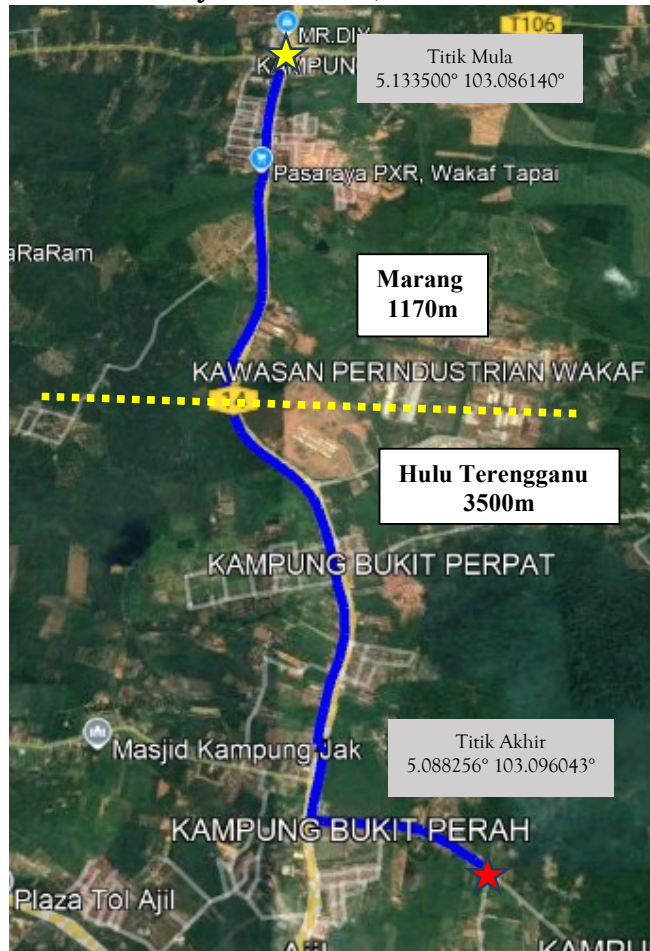 T106
MR.DIY
KAMPUNG
Titik Mula
5.133500° 103.086140°
Pasaraya PXR, Wakaf Tapai
aRaRam
Marang
1170m
KAWASAN PERINDUSTRIAN WAKAF
Hulu Terengganu
3500m
KAMPUNG BUKIT PERPAT
Masjid Kampung Jak
Titik Akhir
5.088256° 103.096043°
KAMPUNG BUKIT PERAH
Plaza Tol Ajil
Ajil
KAMPU